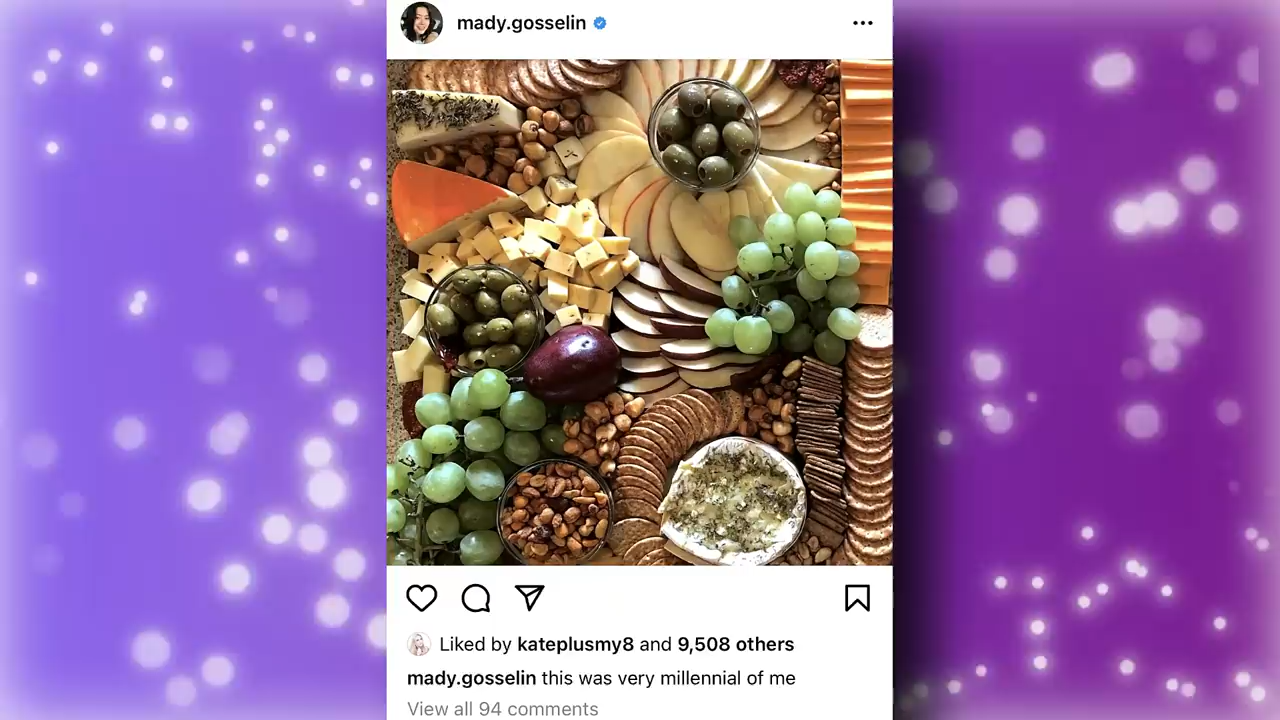 mady.gosselin
Liked by kateplusmy8 and 9,508 others
mady.gosselin this was very millennial of me
View all 94 comments